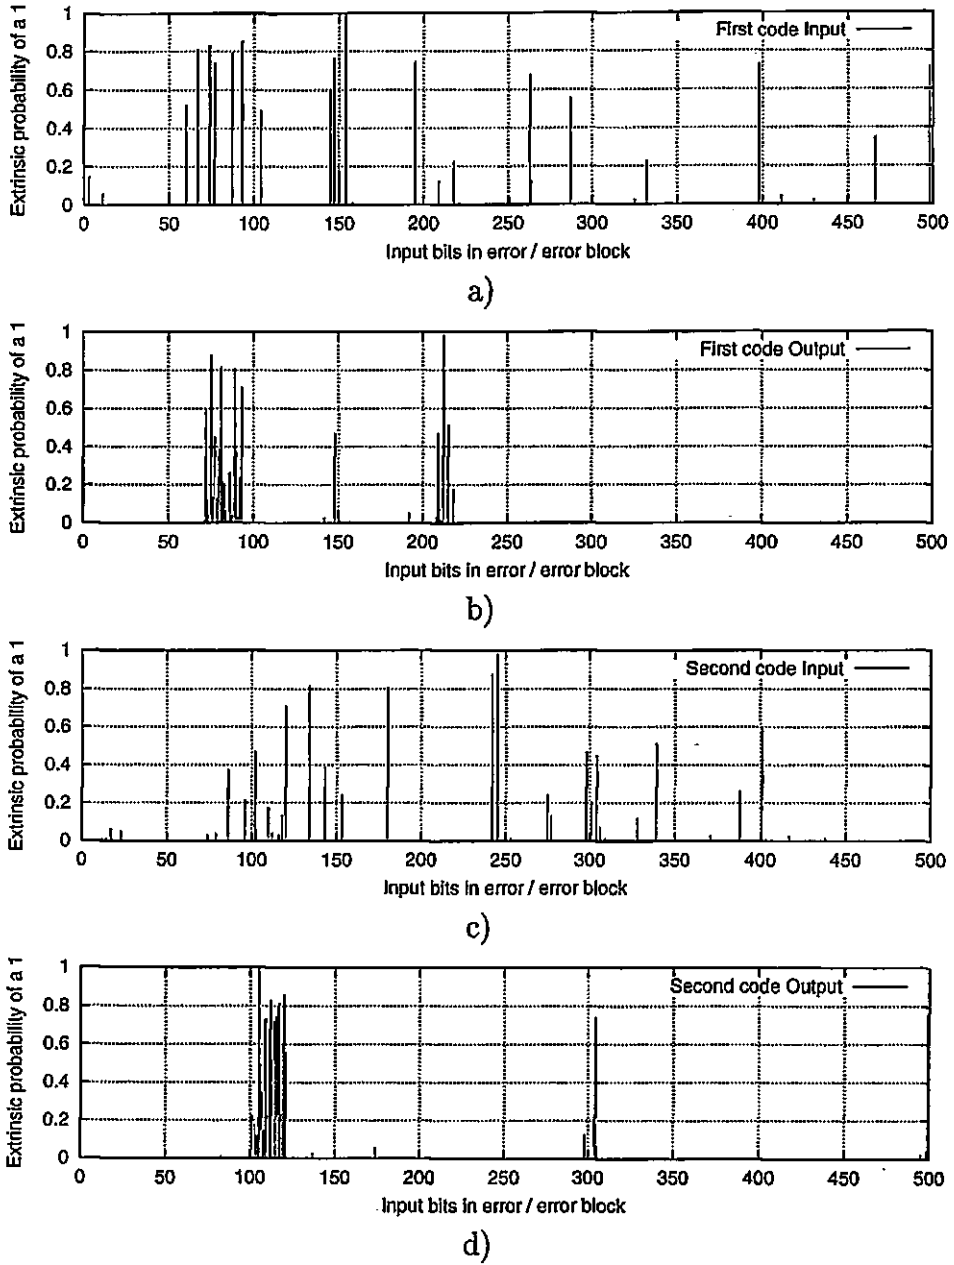 Extrinsic probability of a 1
1
0.8
0.6
0.4
0.2
0
First code Input
0 50 100 150 200 250 300 350 400 450 500
Input bits in error / error block
a)
Extrinsic probability of a 1
1
0.8
0.6
0.4
0.2
0
First code Output
0 50 100 150 200 250 300 350 400 450 500
Input bits in error / error block
b)
Extrinsic probability of a 1
1
0.8
0.6
0.4
0.2
0
Second code Input
0 50 100 150 200 250 300 350 400 450 500
Input bits in error / error block
c)
Extrinsic probability of a 1
1
0.8
0.6
0.4
0.2
0
Second code Output
0 50 100 150 200 250 300 350 400 450 500
Input bits in error / error block
d)